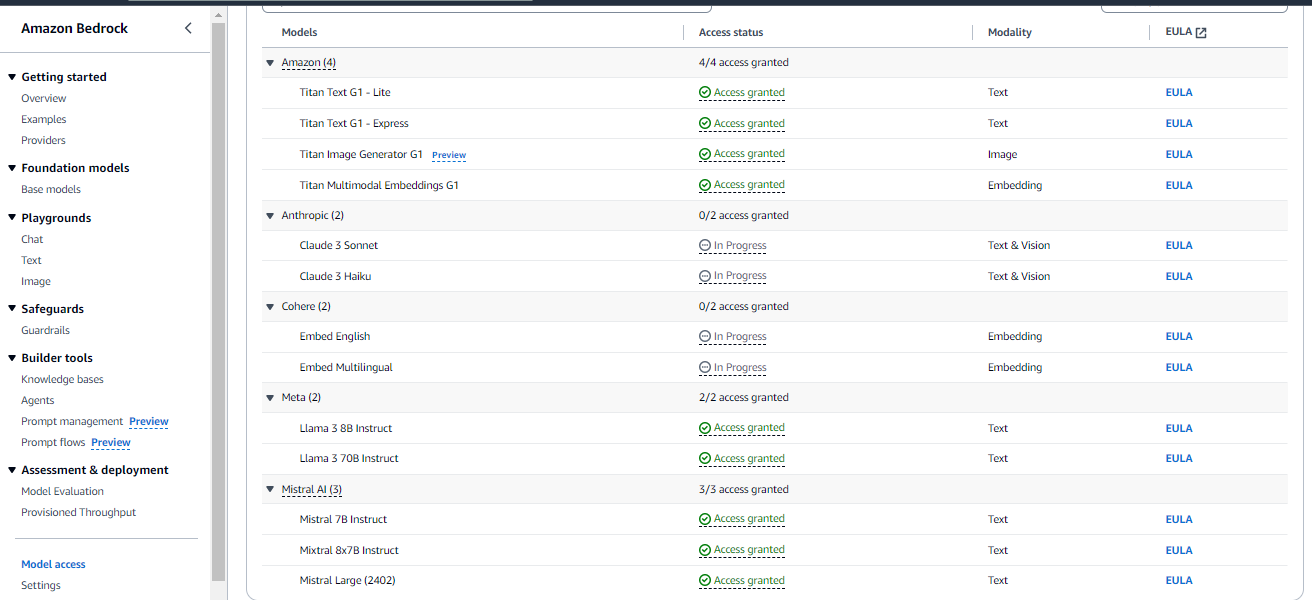 Amazon Bedrock
Getting started
Overview
Examples
Providers
Foundation models
Base models
Playgrounds
Chat
Text
Image
Safeguards
Guardrails
Builder tools
Knowledge bases
Agents
Prompt management Preview
Prompt flows Preview
Assessment & deployment
Model Evaluation
Provisioned Throughput
Model access
Settings
Models Access status Modality EULA
Amazon (4) 4/4 access granted
Titan Text G1 - Lite Access granted Text EULA
Titan Text G1 - Express Access granted Text EULA
Titan Image Generator G1 Preview Access granted Image EULA
Titan Multimodal Embeddings G1 Access granted Embedding EULA
Anthropic (2) 0/2 access granted
Claude 3 Sonnet In Progress Text & Vision EULA
Claude 3 Haiku In Progress Text & Vision EULA
Cohere (2) 0/2 access granted
Embed English In Progress Embedding EULA
Embed Multilingual In Progress Embedding EULA
Meta (2) 2/2 access granted
Llama 3 8B Instruct Access granted Text EULA
Llama 3 70B Instruct Access granted Text EULA
Mistral AI (3) 3/3 access granted
Mistral 7B Instruct Access granted Text EULA
Mixtral 8x7B Instruct Access granted Text EULA
Mistral Large (2402) Access granted Text EULA